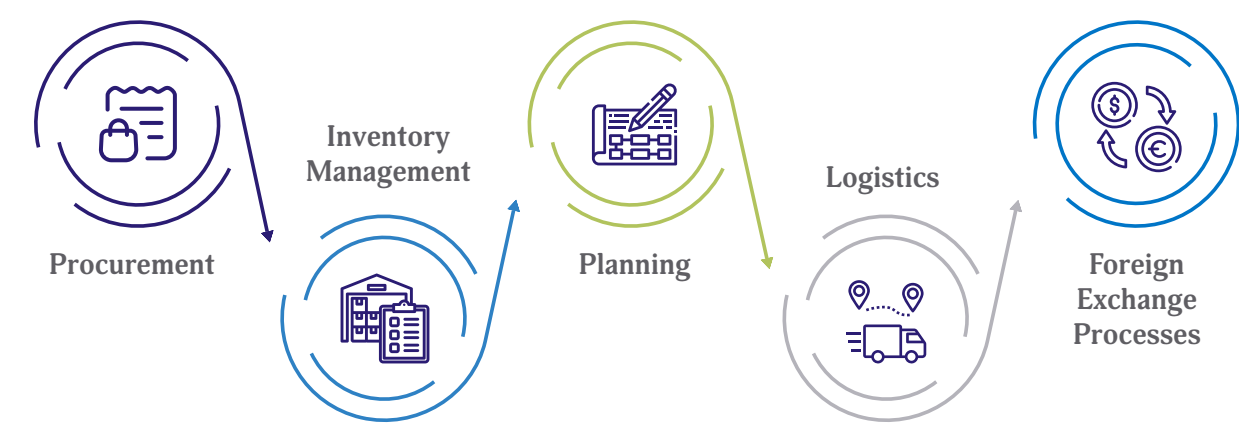 Procurement
Inventory
Management
Planning
Logistics
$
€
Foreign
Exchange
Processes